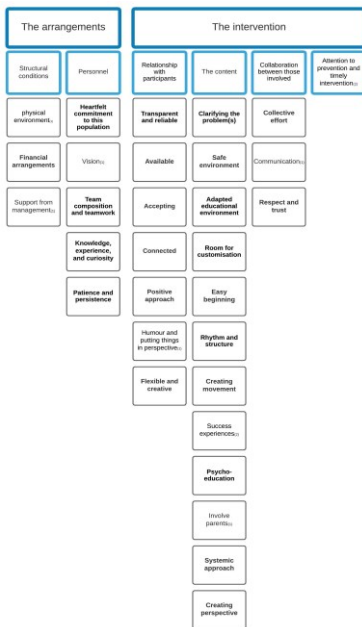 The arrangements
The intervention
Structural
conditions
Personnel
Relationship
with
participants
The content
Collaboration
between those
involved
Attention to
prevention and
timely
intervention
physical
environment
Heartfelt
commitment
to this
population
Transparent
and reliable
Clarifying the
problem(s)
Collective
effort
Financial
arrangements
Vision
Available
Safe
environment
Communication
Support from
management
Team
composition
and teamwork
Accepting
Adapted
educational
environment
Respect and
trust
Knowledge,
experience,
and curiosity
Connected
Room for
customisation
Patience and
persistence
Positive
approach
Easy
beginning
Humour and
putting things
in perspective
Rhythm and
structure
Flexible and
creative
Creating
movement
Success
experiences
Psycho-
education
Involve
parents
Systemic
approach
Creating
perspective